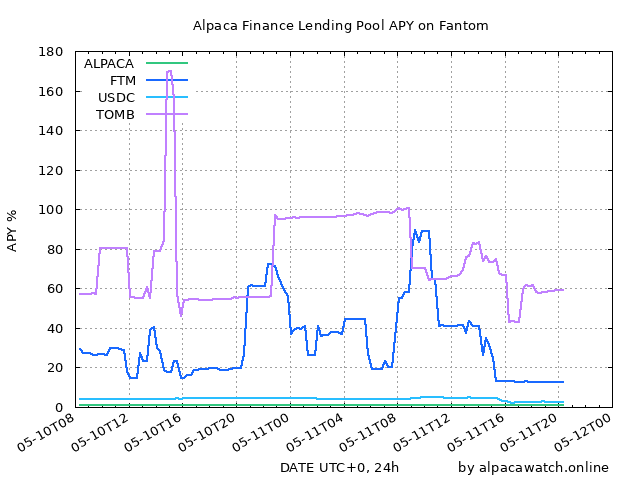 Alpaca Finance Lending Pool APY on Fantom
APY %
180
160
140
120
100
80
60
40
20
0
ALPACA
FTM
USDC
TOMB
05-10T08
05-10T12
05-10T16
05-10T20
05-11T00
05-11T04
05-11T08
05-11T12
05-11T16
05-11T20
05-12T00
DATE UTC+0, 24h
by alpacawatch.online